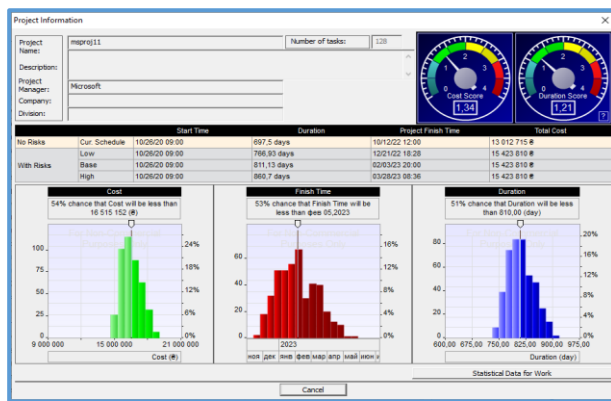 Project Information
Project Name:
msproj11
Number of tasks:
128
Description:
Project Manager:
Microsoft
Company:
Division:
0 1 2 3 4
Cost Score
1,34
0 1 2 3 4
Duration Score
1,21
?
Start Time Duration Project Finish Time Total Cost
No Risks Cur. Schedule 10/26/20 09:00 697,5 days 10/12/22 12:00 13 012 715 ₴
Low 10/26/20 09:00 766,93 days 12/21/22 18:28 15 423 810 ₴
With Risks Base 10/26/20 09:00 811,13 days 02/03/23 20:00 15 423 810 ₴
High 10/26/20 09:00 860,7 days 03/28/23 08:36 15 423 810 ₴
Cost
54% chance that Cost will be less than
16 515 152 (₴)
100
75
50
25
0
24%
18%
12%
6%
0%
9 000 000 15 000 000 21 000 000
Cost (₴)
Finish Time
53% chance that Finish Time will be
less than фев 05,2023
60
40
20
0
16%
12%
8%
4%
0%
2023
ноя дек янв фев мар апр май июн
Duration
51% chance that Duration will be less
than 810,00 (day)
80
60
40
20
0
20%
16%
12%
8%
4%
0%
600,00 675,00 750,00 825,00 900,00 975,00
Duration (day)
Statistical Data for Work
Cancel